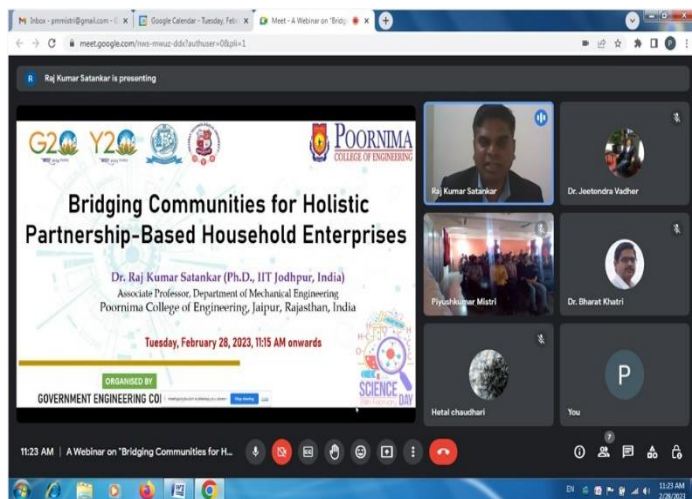 Inbox - pmmistri@gmail.com - G
Google Calendar - Tuesday, Feb
Meet - A Webinar on "Bridg
meet.google.com/nws-mwuz-ddx?authuser=0&pli=1
R Raj Kumar Satankar is presenting
G20 Y20
POORNIMA
COLLEGE OF ENGINEERING
Bridging Communities for Holistic
Partnership-Based Household Enterprises
Dr. Raj Kumar Satankar (Ph.D., IIT Jodhpur, India)
Associate Professor, Department of Mechanical Engineering
Poornima College of Engineering, Jaipur, Rajasthan, India
Tuesday, February 28, 2023, 11:15 AM onwards
ORGANISED BY
GOVERNMENT ENGINEERING COL
Stop sharing
SCIENCE
DAY
Raj Kumar Satankar
Dr. Jeetendra Vadher
Piyushkumar Mistri
Dr. Bharat Khatri
Hetal chaudhari
P
You
11:23 AM | A Webinar on "Bridging Communities for H...
7
EN
11:23 AM
2/28/2023